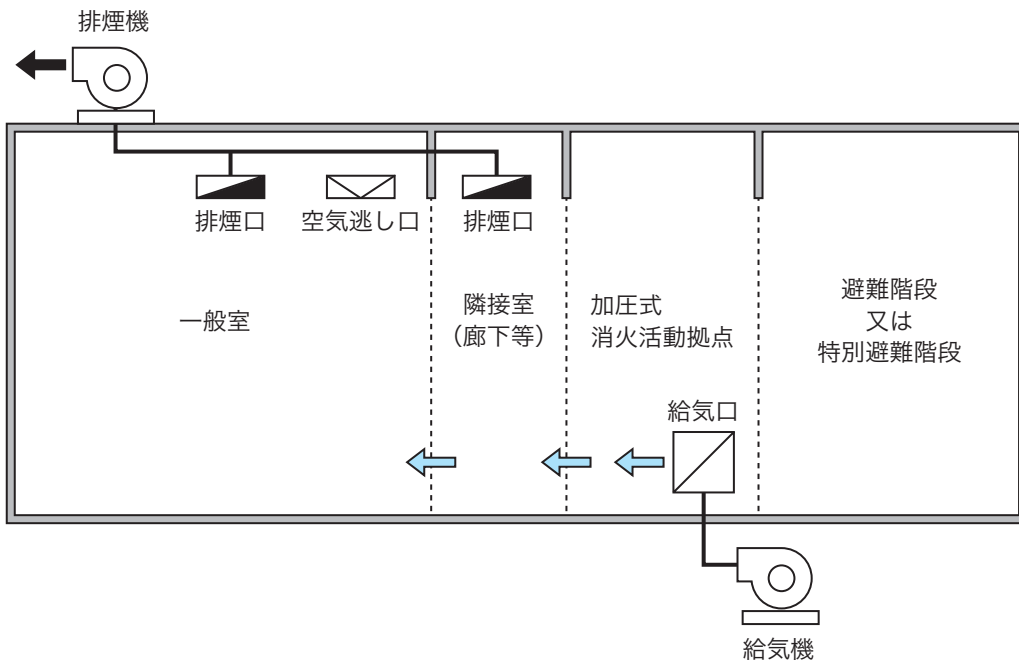 排煙機
排煙口
空気逃し口
排煙口
一般室
隣接室
（廊下等）
加圧式
消火活動拠点
避難階段
又は
特別避難階段
給気口
給気機